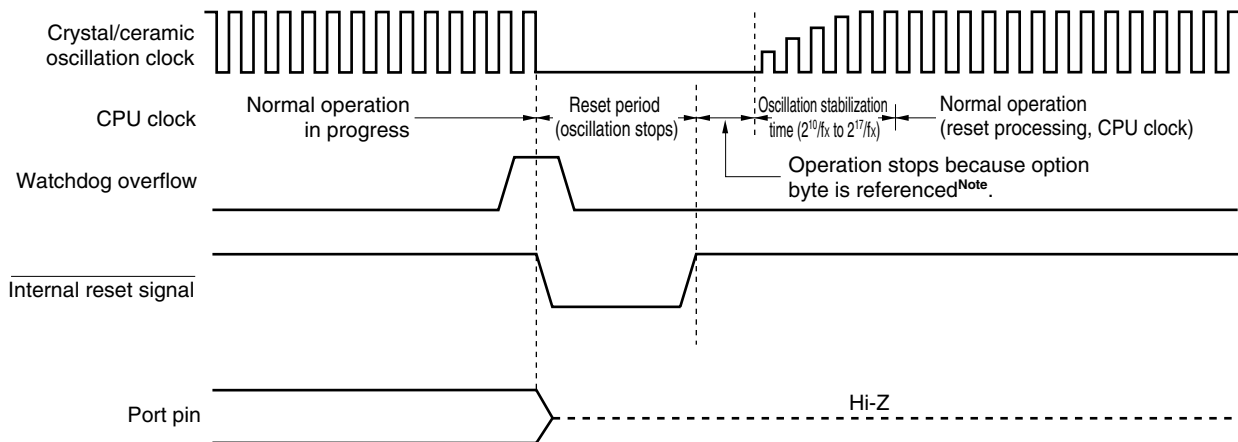 Crystal/ceramic
oscillation clock
CPU clock
Normal operation
in progress
Reset period
(oscillation stops)
Oscillation stabilization
time (2¹⁰/fx to 2¹⁷/fx)
Normal operation
(reset processing, CPU clock)
Operation stops because option
byte is referenced^Note.
Watchdog overflow
Internal reset signal
Port pin
Hi-Z